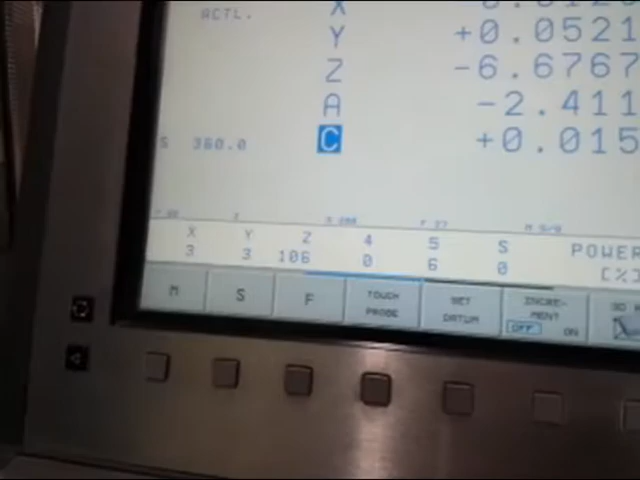 ACTL.
X
Y +0.0521
Z -6.6767
A -2.411
C +0.015
S 360.0
X Y Z 4 5 S POWER
3 3 106 0 6 0 [%]
M S F TOUCH PROBE SET DATUM INCRE-MENT OFF ON 3D